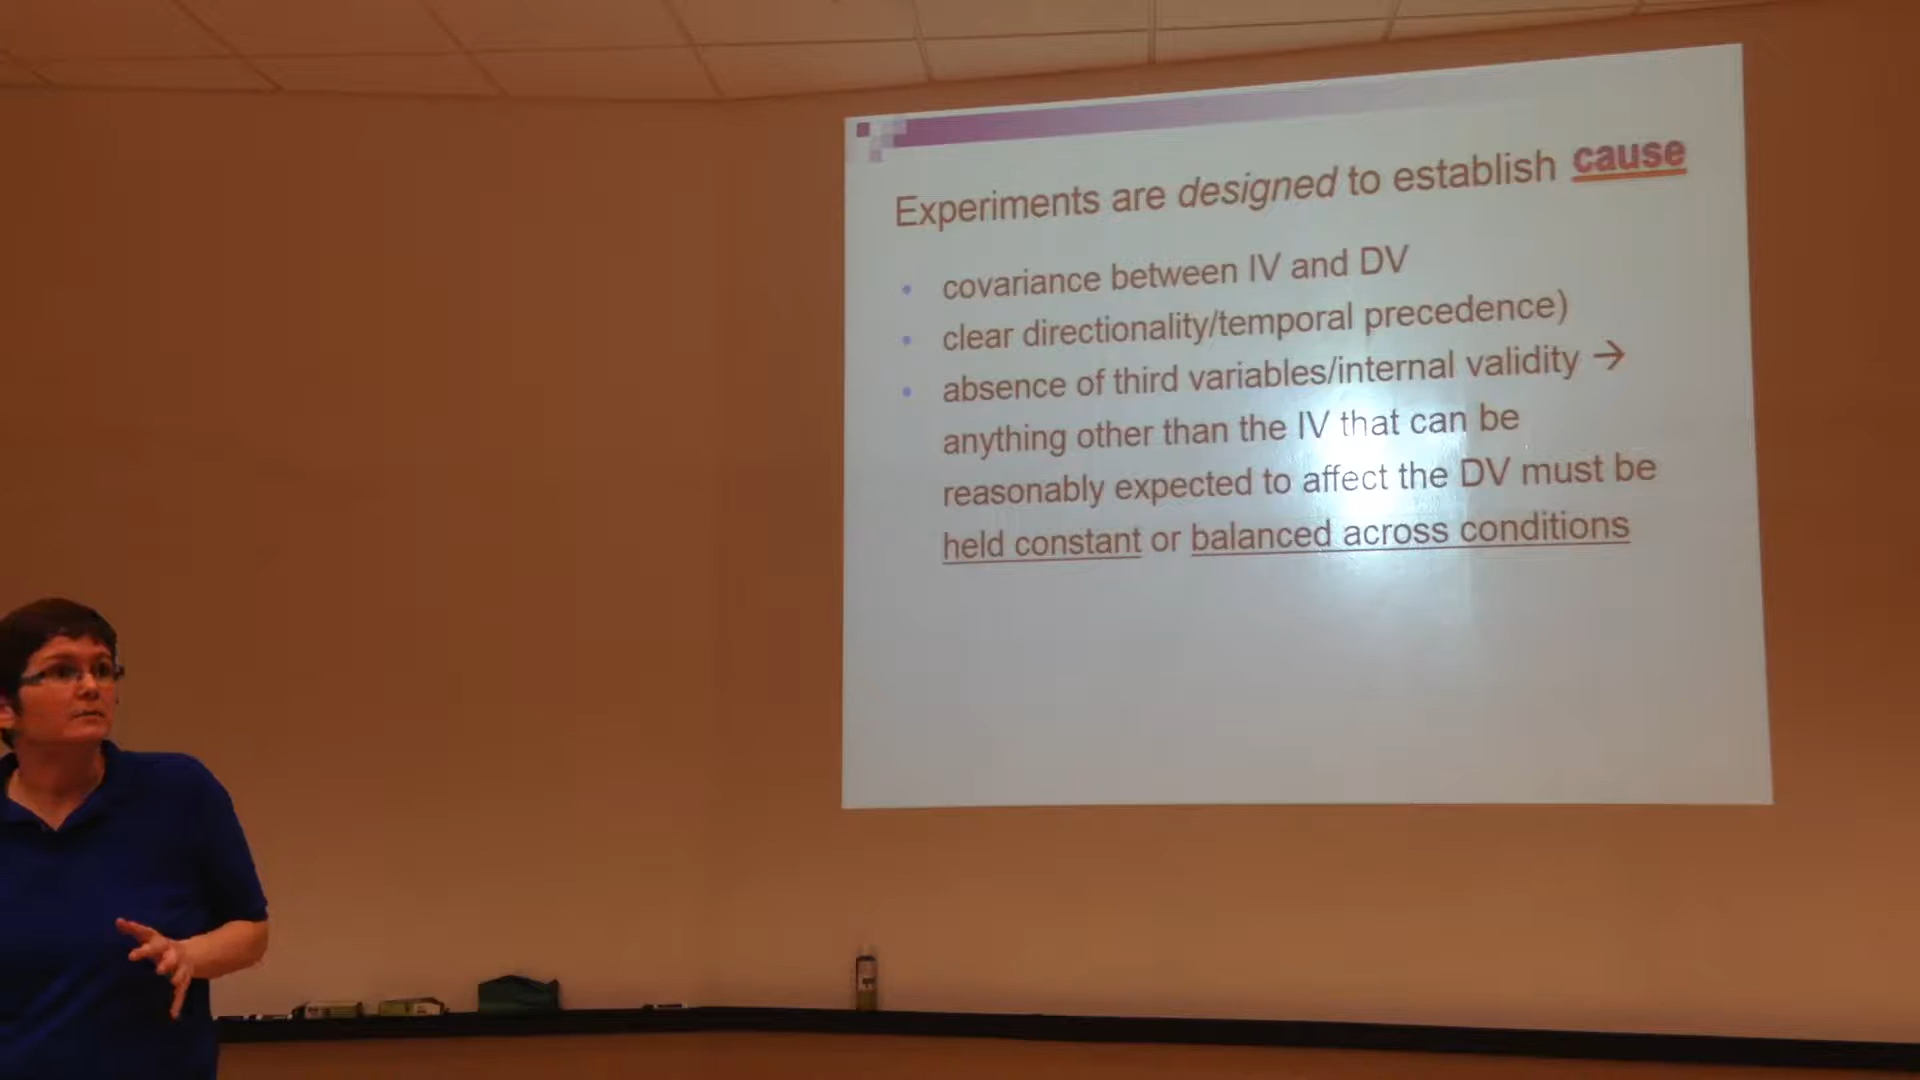 Experiments are designed to establish cause
• covariance between IV and DV
• clear directionality/temporal precedence)
• absence of third variables/internal validity →
anything other than the IV that can be
reasonably expected to affect the DV must be
held constant or balanced across conditions